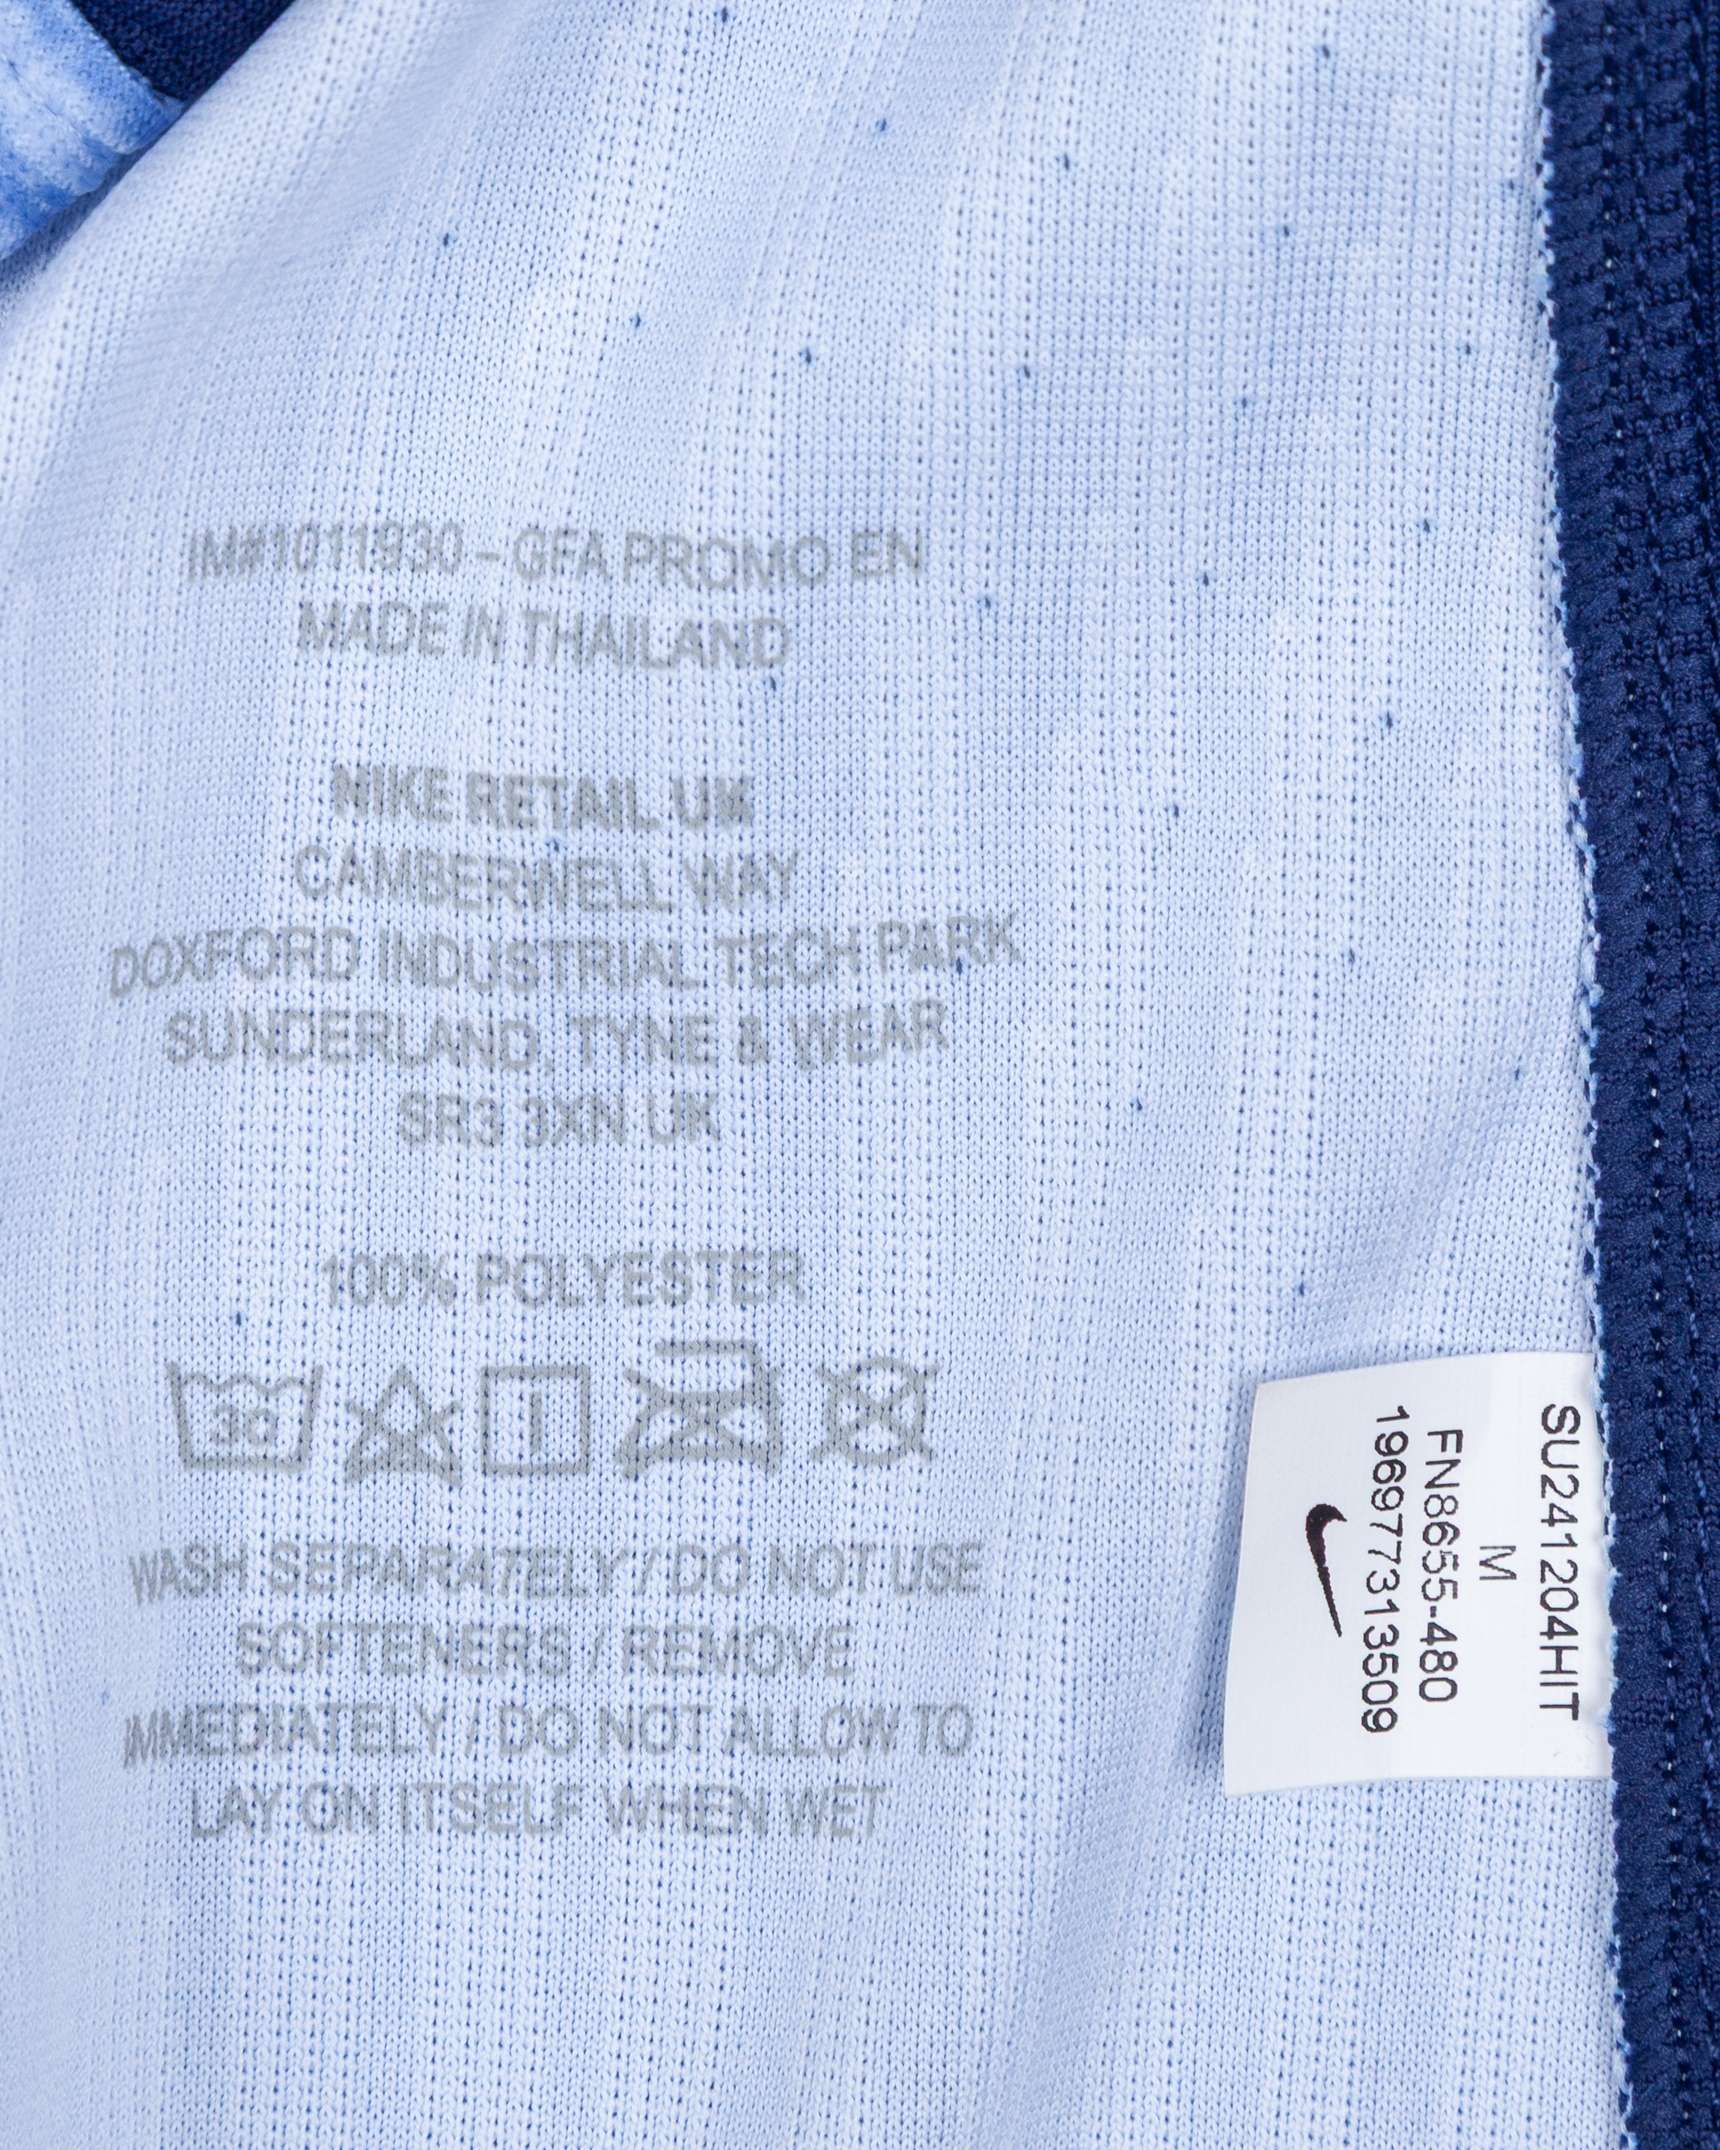 IM#1011930 – GFA PROMO EN
MADE IN THAILAND
NIKE RETAIL UM
CAMBERWELL WAY
DOXFORD INDUSTRIAL TECH PARK
SUNDERLAND, TYNE & WEAR
SR3 3XN UK
100% POLYESTER
30
WASH SEPARATELY / DO NOT USE
SOFTENERS / REMOVE
IMMEDIATELY / DO NOT ALLOW TO
LAY ON ITSELF WHEN WET
SU241204HIT
M
FN8655-480
196977313509